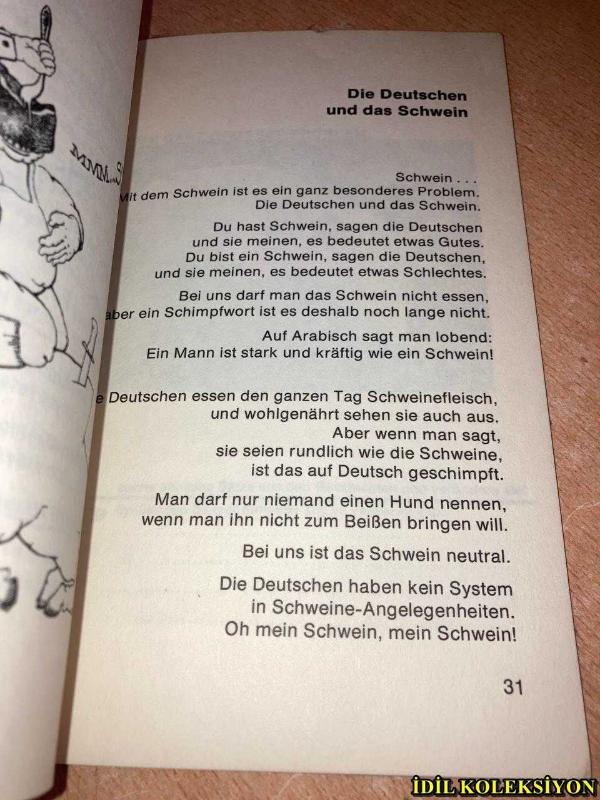 Die Deutschen
und das Schwein
Schwein . . .
Mit dem Schwein ist es ein ganz besonderes Problem.
Die Deutschen und das Schwein.
Du hast Schwein, sagen die Deutschen
und sie meinen, es bedeutet etwas Gutes.
Du bist ein Schwein, sagen die Deutschen,
und sie meinen, es bedeutet etwas Schlechtes.
Bei uns darf man das Schwein nicht essen,
aber ein Schimpfwort ist es deshalb noch lange nicht.
Auf Arabisch sagt man lobend:
Ein Mann ist stark und kräftig wie ein Schwein!
e Deutschen essen den ganzen Tag Schweinefleisch,
und wohlgenährt sehen sie auch aus.
Aber wenn man sagt,
sie seien rundlich wie die Schweine,
ist das auf Deutsch geschimpft.
Man darf nur niemand einen Hund nennen,
wenn man ihn nicht zum Beißen bringen will.
Bei uns ist das Schwein neutral.
Die Deutschen haben kein System
in Schweine-Angelegenheiten.
Oh mein Schwein, mein Schwein!
31
İDİL KOLEKSİYON